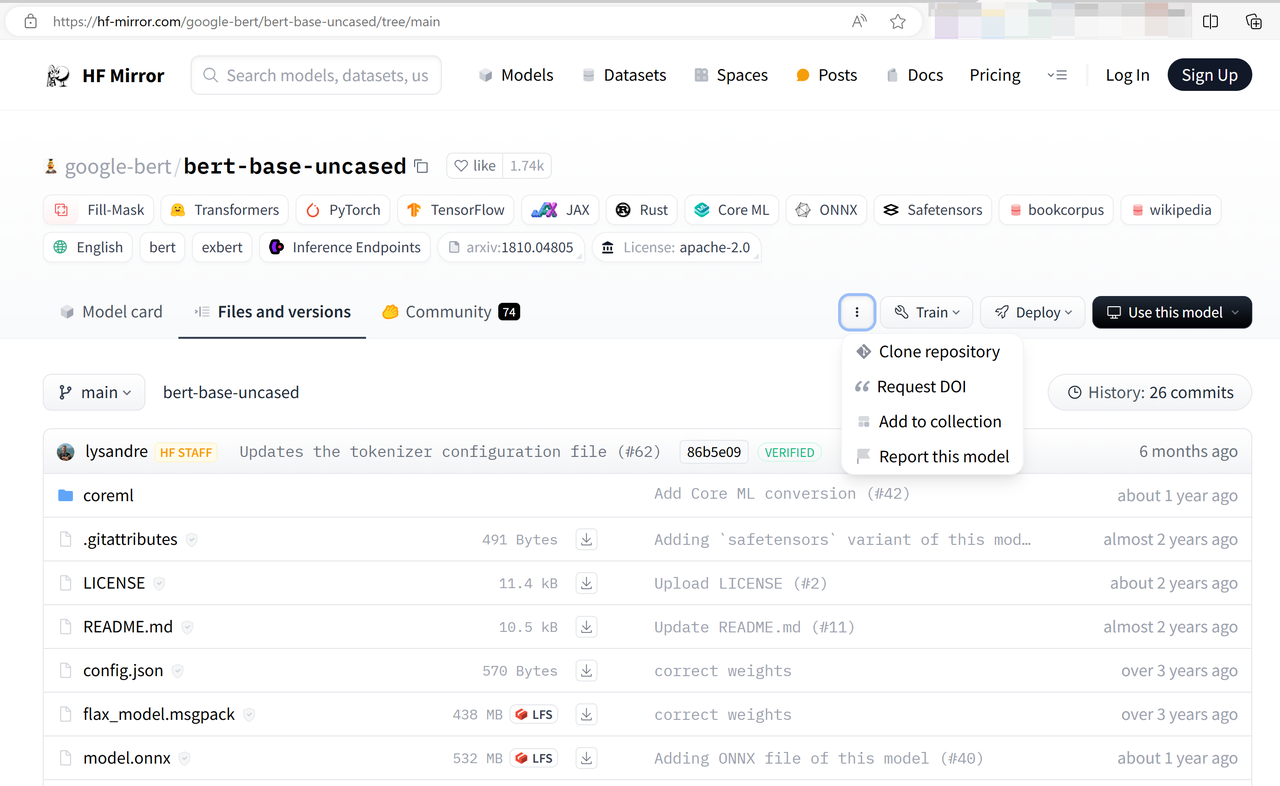 https://hf-mirror.com/google-bert/bert-base-uncased/tree/main
HF Mirror Search models, datasets, us Models Datasets Spaces Posts Docs Pricing Log In Sign Up
google-bert/bert-base-uncased like 1.74k
Fill-Mask Transformers PyTorch TensorFlow JAX Rust Core ML ONNX Safetensors bookcorpus wikipedia
English bert exbert Inference Endpoints arxiv:1810.04805 License: apache-2.0
Model card Files and versions Community 74 Train Deploy Use this model
Clone repository
Request DOI
Add to collection
Report this model
main bert-base-uncased History: 26 commits
lysandre HF STAFF Updates the tokenizer configuration file (#62) 86b5e09 VERIFIED 6 months ago
coreml Add Core ML conversion (#42) about 1 year ago
.gitattributes 491 Bytes Adding `safetensors` variant of this mod… almost 2 years ago
LICENSE 11.4 kB Upload LICENSE (#2) about 2 years ago
README.md 10.5 kB Update README.md (#11) almost 2 years ago
config.json 570 Bytes correct weights over 3 years ago
flax_model.msgpack 438 MB LFS correct weights over 3 years ago
model.onnx 532 MB LFS Adding ONNX file of this model (#40) about 1 year ago